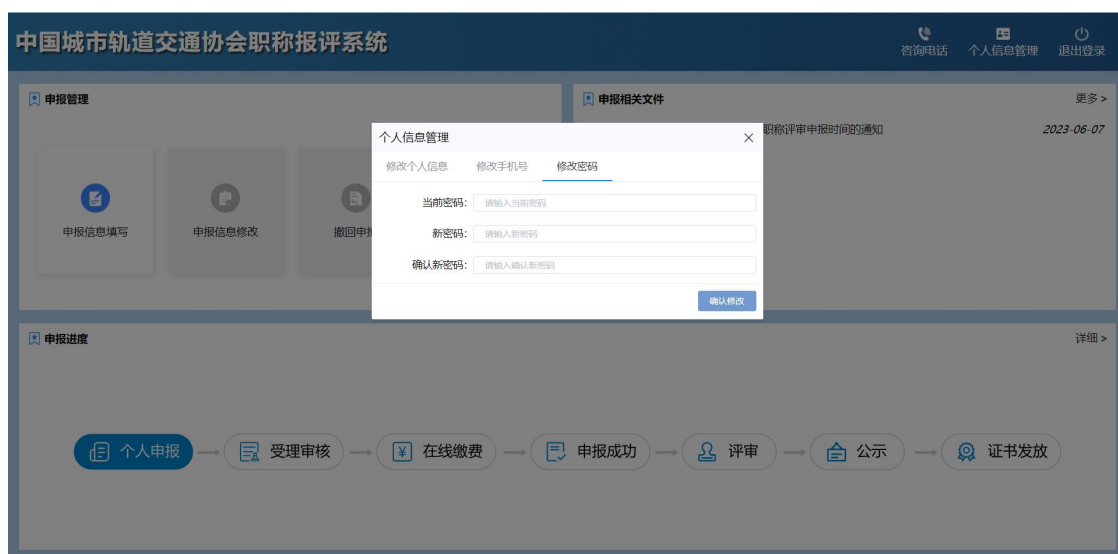 中国城市轨道交通协会职称报评系统
咨询电话
个人信息管理
退出登录
申报管理
申报相关文件
更多 >
职称评审申报时间的通知
2023-06-07
个人信息管理
修改个人信息
修改手机号
修改密码
当前密码:
请输入当前密码
新密码:
请输入新密码
确认新密码:
请输入确认新密码
确认修改
申报信息填写
申报信息修改
撤回申
申报进度
详细 >
个人申报
受理审核
在线缴费
申报成功
评审
公示
证书发放